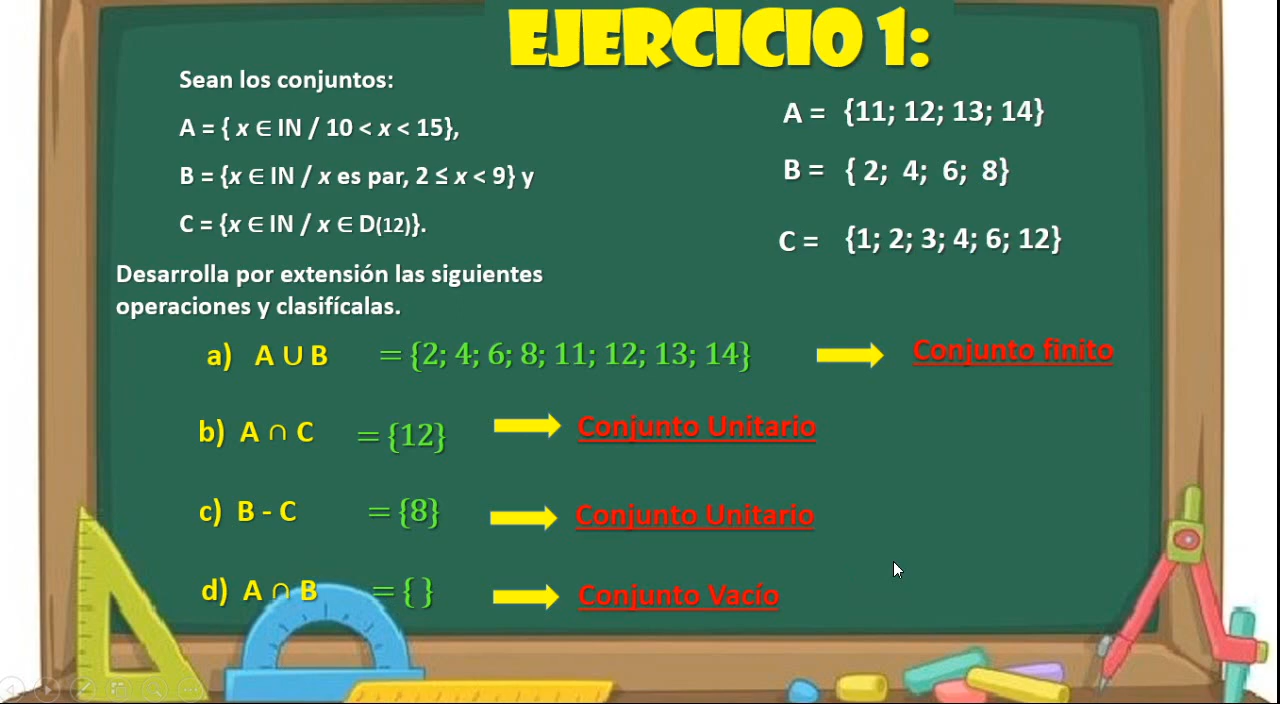 EJERCICIO 1:
Sean los conjuntos:
A = { x ∈ IN / 10 < x < 15},
B = {x ∈ IN / x es par, 2 ≤ x < 9} y
C = {x ∈ IN / x ∈ D(12)}.
A = {11; 12; 13; 14}
B = { 2; 4; 6; 8}
C = {1; 2; 3; 4; 6; 12}
Desarrolla por extensión las siguientes
operaciones y clasifícalas.
a) A ∪ B = {2; 4; 6; 8; 11; 12; 13; 14} Conjunto finito
b) A ∩ C = {12} Conjunto Unitario
c) B - C = {8} Conjunto Unitario
d) A ∩ B = { } Conjunto Vacío